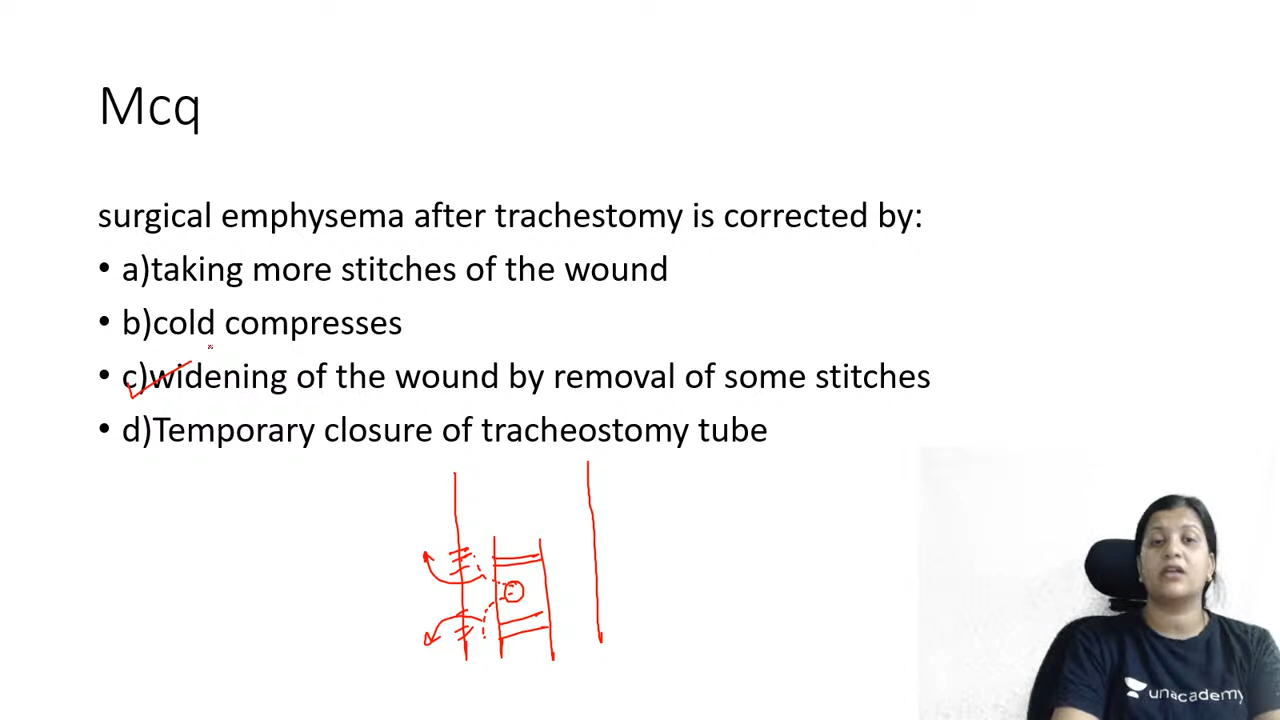 Mcq
surgical emphysema after trachestomy is corrected by:
• a)taking more stitches of the wound
• b)cold compresses
• c)widening of the wound by removal of some stitches
• d)Temporary closure of tracheostomy tube
unacademy